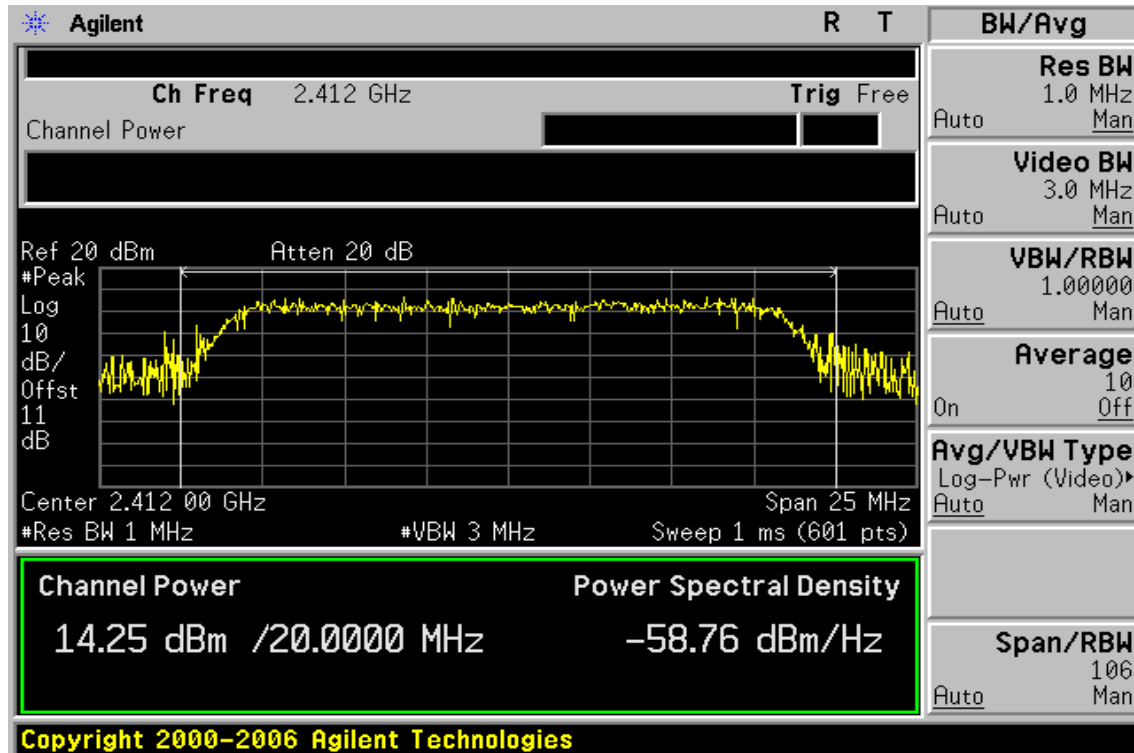 Agilent R T
Ch Freq 2.412 GHz Trig Free
Channel Power
Ref 20 dBm Atten 20 dB
#Peak
Log
10
dB/
Offst
11
dB
Center 2.412 00 GHz Span 25 MHz
#Res BW 1 MHz #VBW 3 MHz Sweep 1 ms (601 pts)
Channel Power Power Spectral Density
14.25 dBm /20.0000 MHz -58.76 dBm/Hz
BW/Avg
Res BW
1.0 MHz
Auto Man
Video BW
3.0 MHz
Auto Man
VBW/RBW
1.00000
Auto Man
Average
10
On Off
Avg/VBW Type
Log-Pwr (Video)▸
Auto Man
Span/RBW
106
Auto Man
Copyright 2000-2006 Agilent Technologies